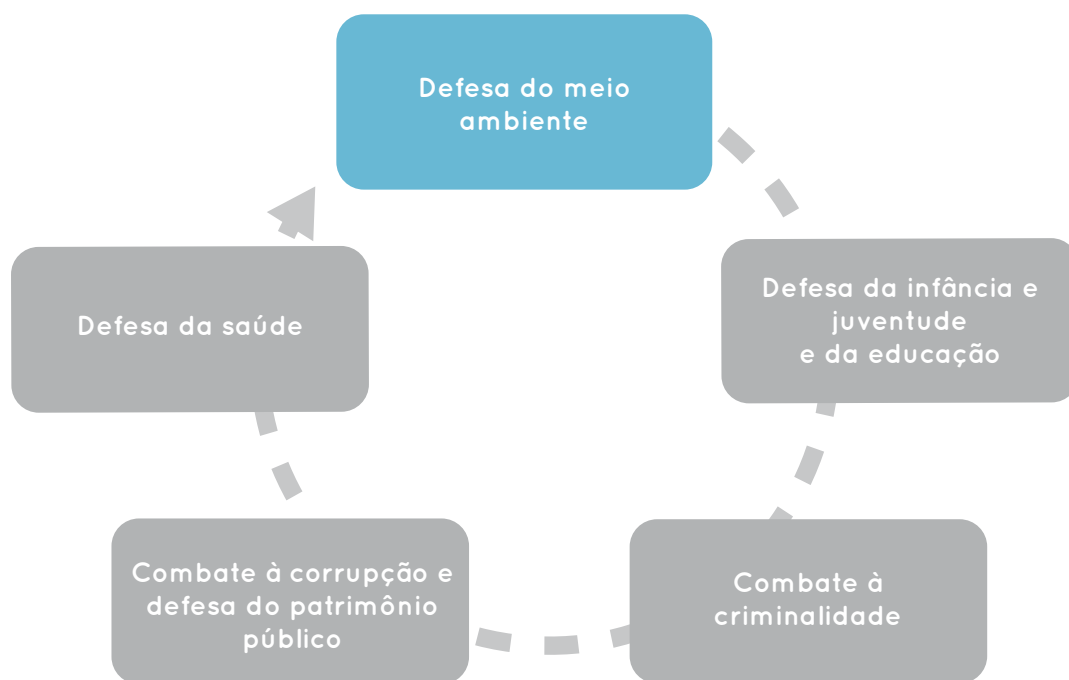 Defesa do meio
ambiente
Defesa da infância e
juventude
e da educação
Combate à
criminalidade
Combate à corrupção e
defesa do patrimônio
público
Defesa da saúde